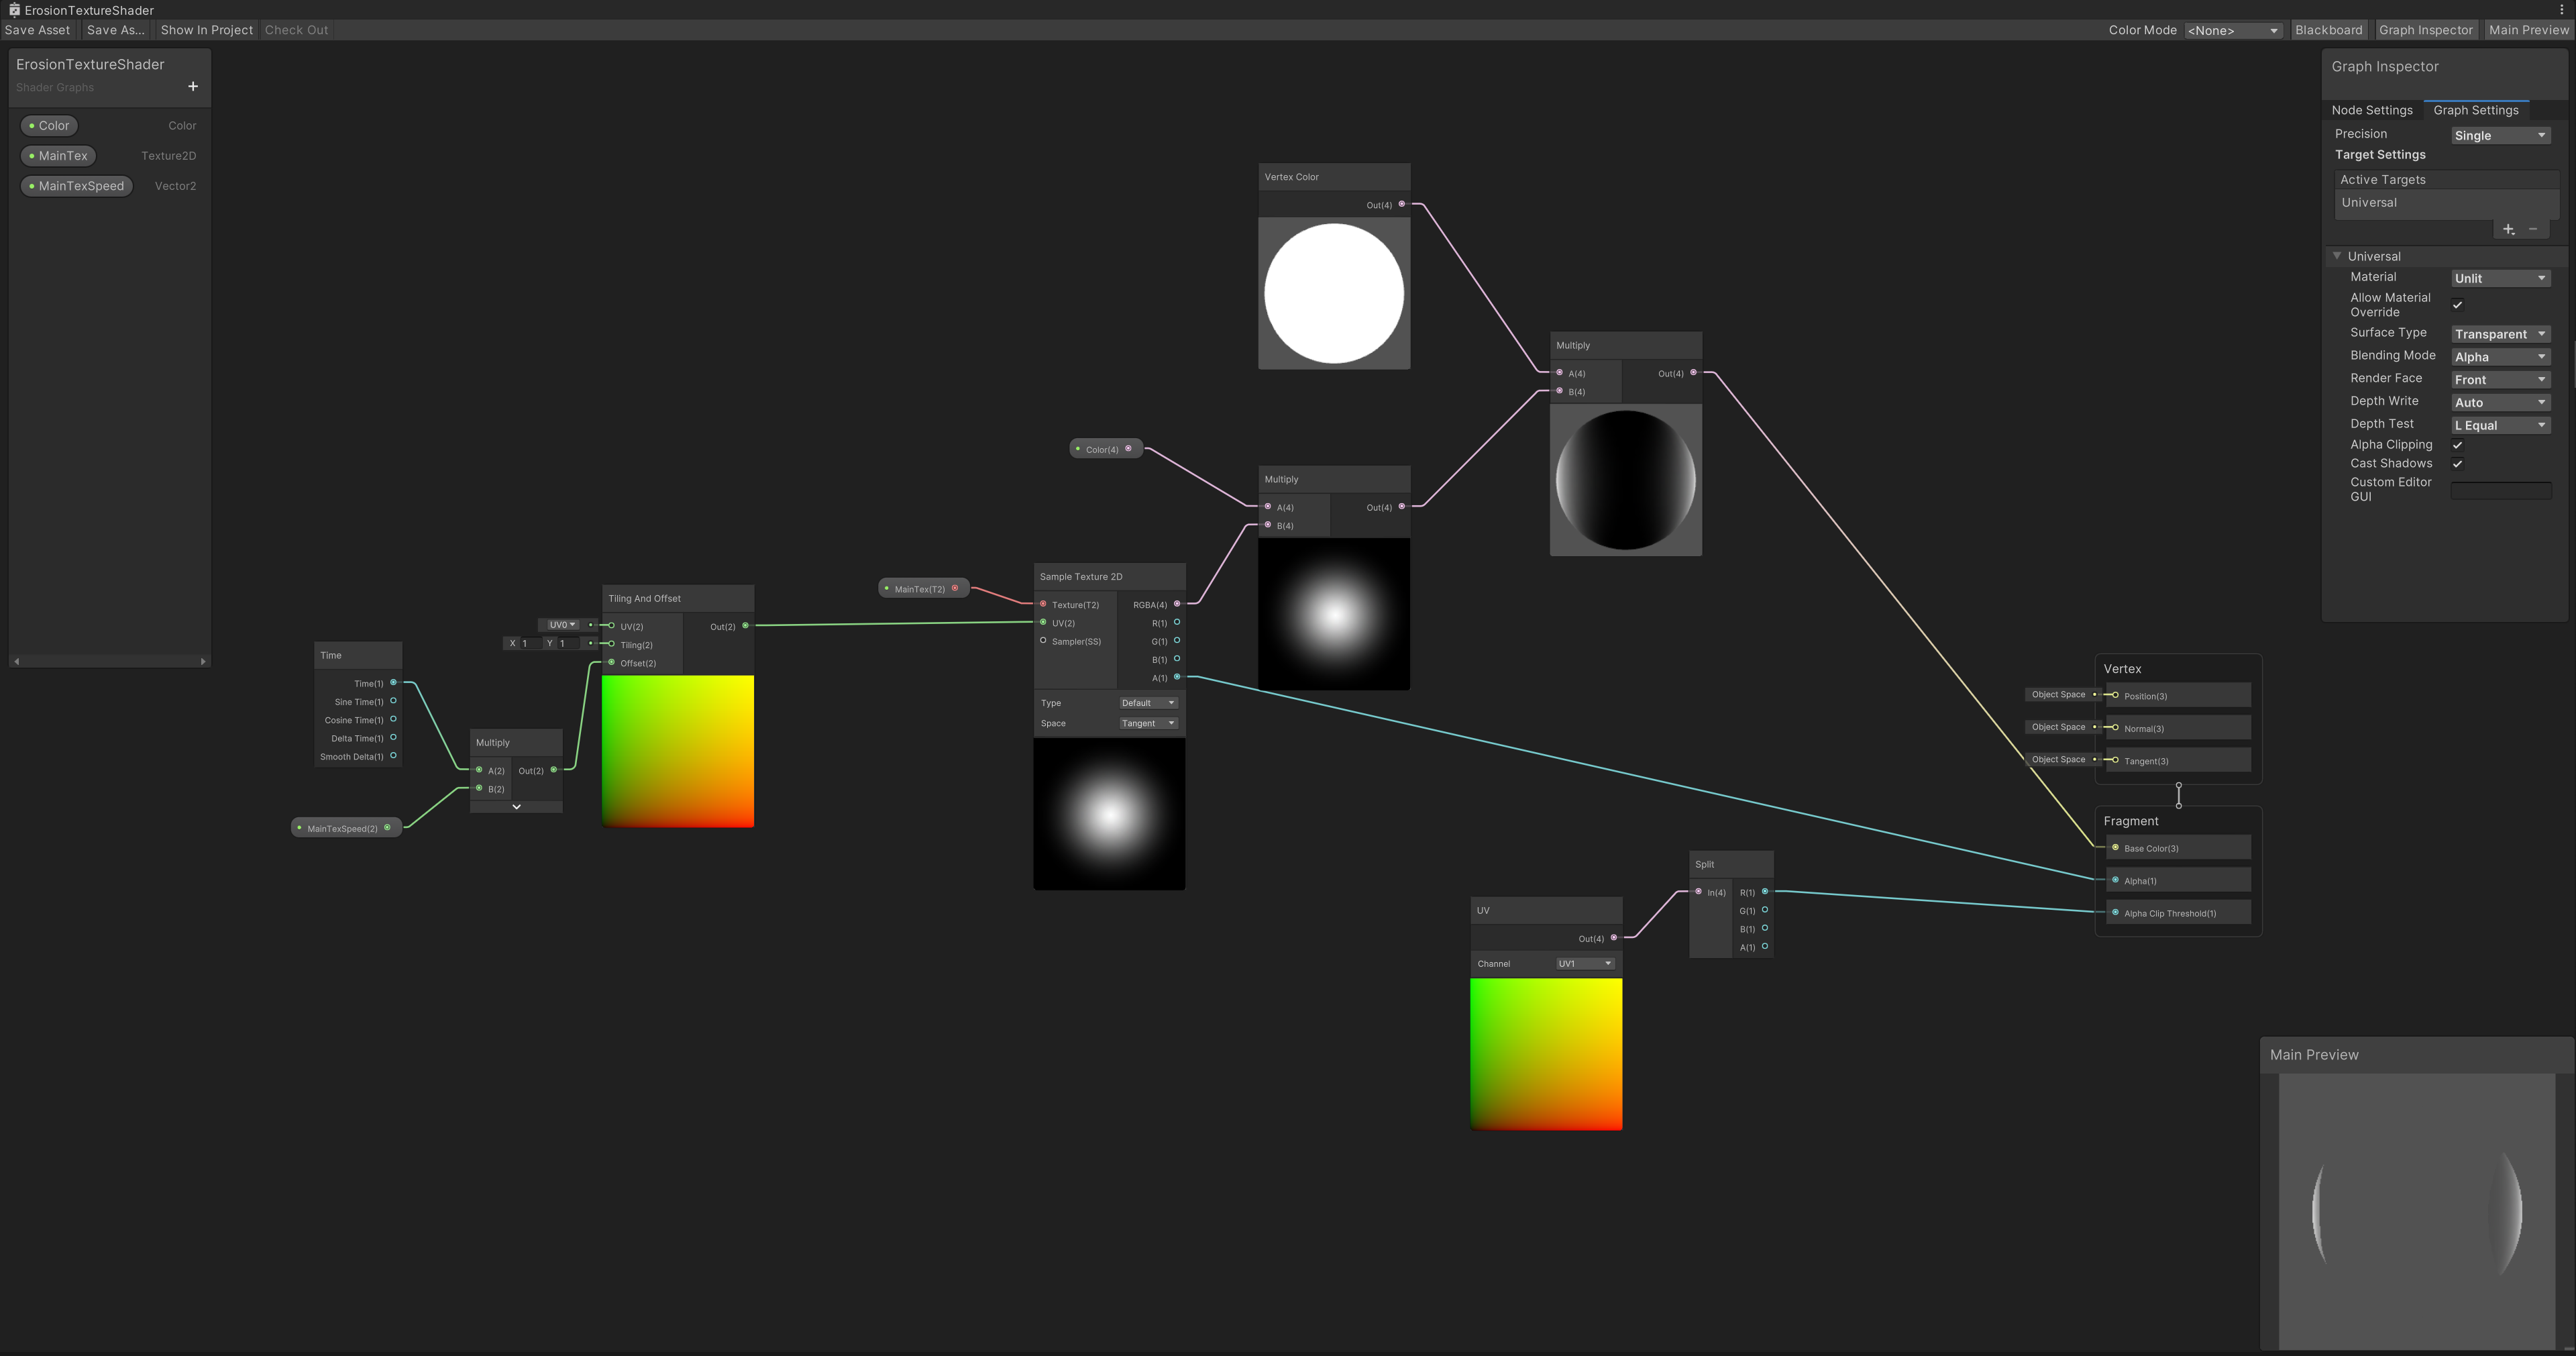 ErosionTextureShader
Save Asset Save As... Show In Project Check Out Color Mode <None> Blackboard Graph Inspector Main Preview
ErosionTextureShader
Shader Graphs
Color Color
MainTex Texture2D
MainTexSpeed Vector2
Graph Inspector
Node Settings Graph Settings
Precision Single
Target Settings
Active Targets
Universal
Universal
Material Unlit
Allow Material
Override
Surface Type Transparent
Blending Mode Alpha
Render Face Front
Depth Write Auto
Depth Test L Equal
Alpha Clipping
Cast Shadows
Custom Editor
GUI
Vertex Color
Out(4)
Multiply
A(4) Out(4)
B(4)
Color(4)
Multiply
A(4) Out(4)
B(4)
MainTex(T2)
Sample Texture 2D
Texture(T2) RGBA(4)
UV(2) R(1)
Sampler(SS) G(1)
B(1)
A(1)
Type Default
Space Tangent
Tiling And Offset
UV0 UV(2) Out(2)
X 1 Y 1 Tiling(2)
Offset(2)
Time
Time(1)
Sine Time(1)
Cosine Time(1)
Delta Time(1)
Smooth Delta(1)
Multiply
A(2) Out(2)
B(2)
MainTexSpeed(2)
Vertex
Object Space Position(3)
Object Space Normal(3)
Object Space Tangent(3)
Fragment
Base Color(3)
Alpha(1)
Alpha Clip Threshold(1)
Split
In(4) R(1)
G(1)
B(1)
A(1)
UV
Out(4)
Channel UV1
Main Preview